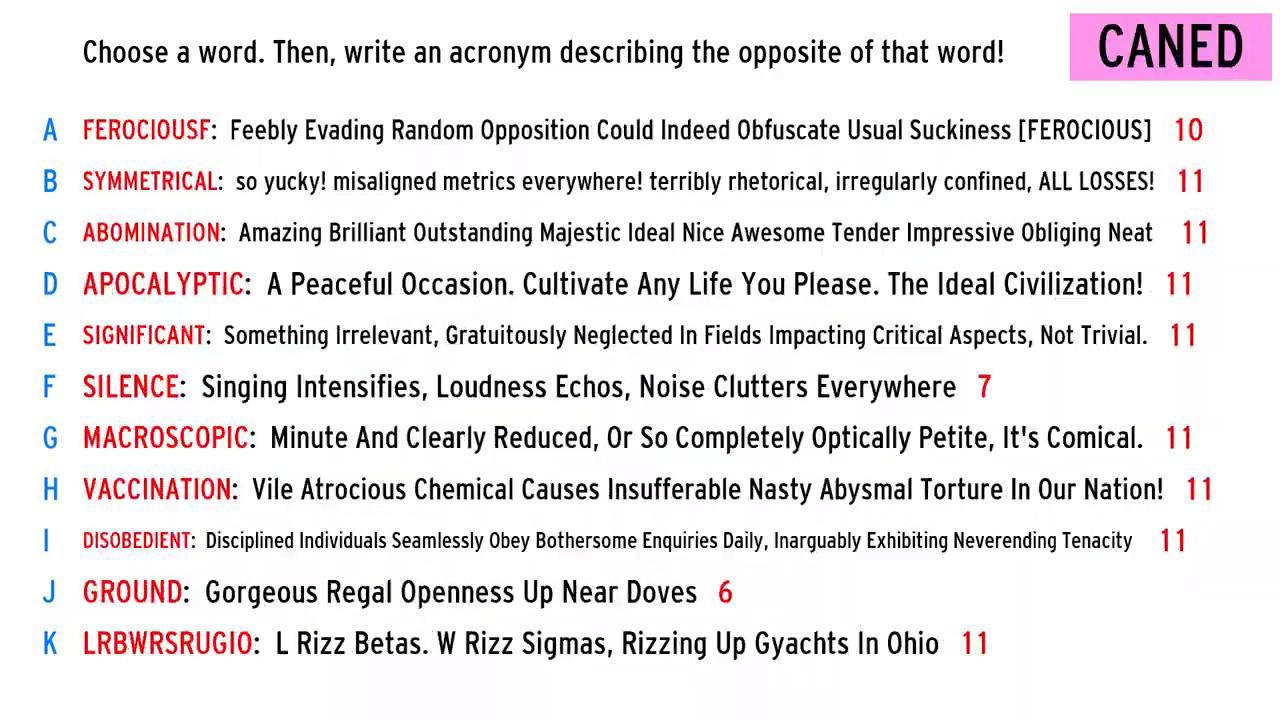 Choose a word. Then, write an acronym describing the opposite of that word!
CANED
A FEROCIOUSF: Feebly Evading Random Opposition Could Indeed Obfuscate Usual Suckiness [FEROCIOUS] 10
B SYMMETRICAL: so yucky! misaligned metrics everywhere! terribly rhetorical, irregularly confined, ALL LOSSES! 11
C ABOMINATION: Amazing Brilliant Outstanding Majestic Ideal Nice Awesome Tender Impressive Obliging Neat 11
D APOCALYPTIC: A Peaceful Occasion. Cultivate Any Life You Please. The Ideal Civilization! 11
E SIGNIFICANT: Something Irrelevant, Gratuitously Neglected In Fields Impacting Critical Aspects, Not Trivial. 11
F SILENCE: Singing Intensifies, Loudness Echos, Noise Clutters Everywhere 7
G MACROSCOPIC: Minute And Clearly Reduced, Or So Completely Optically Petite, It's Comical. 11
H VACCINATION: Vile Atrocious Chemical Causes Insufferable Nasty Abysmal Torture In Our Nation! 11
I DISOBEDIENT: Disciplined Individuals Seamlessly Obey Bothersome Enquiries Daily, Inarguably Exhibiting Neverending Tenacity 11
J GROUND: Gorgeous Regal Openness Up Near Doves 6
K LRBWRSRUGIO: L Rizz Betas. W Rizz Sigmas, Rizzing Up Gyachts In Ohio 11